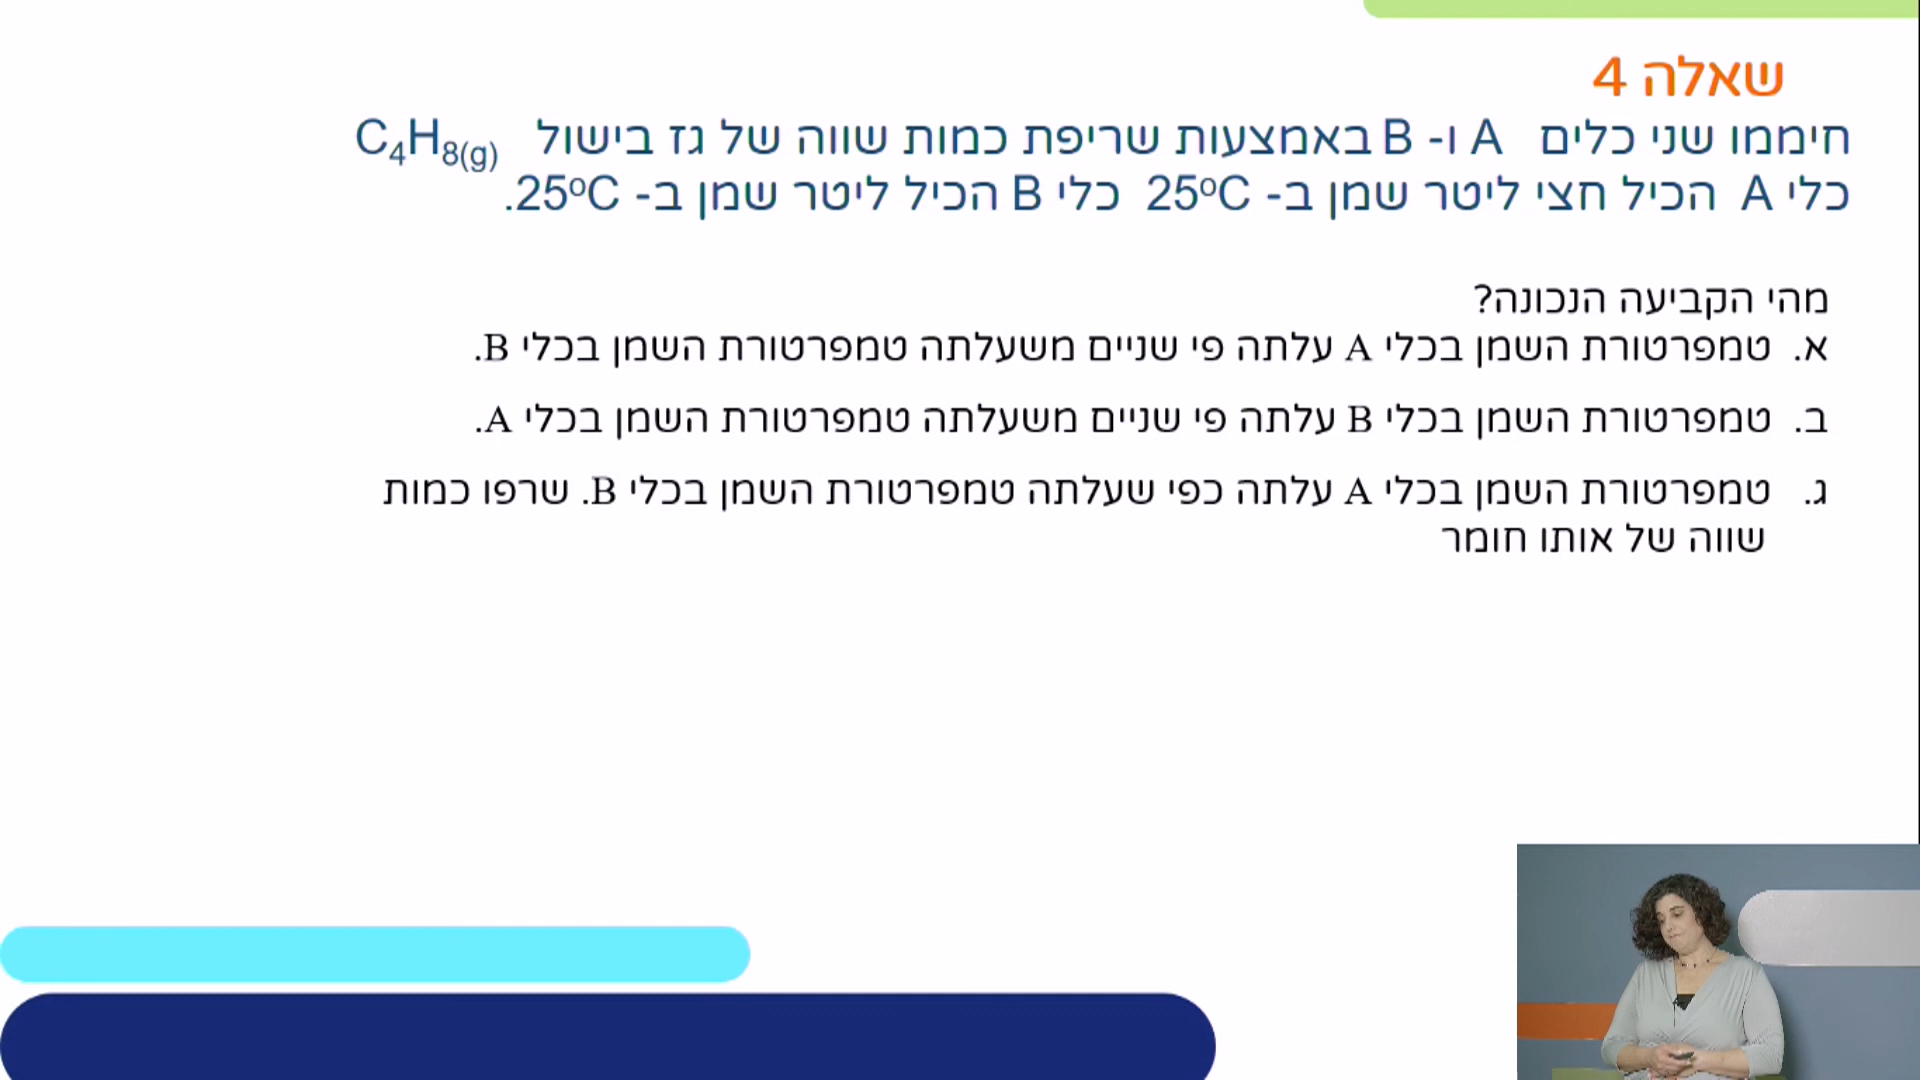 שאלה 4
חיממו שני כלים A ו- B באמצעות שריפת כמות שווה של גז בישול C₄H₈(g)
כלי A הכיל חצי ליטר שמן ב- 25⁰C כלי B הכיל ליטר שמן ב- 25⁰C.
מהי הקביעה הנכונה?
א. טמפרטורת השמן בכלי A עלתה פי שניים משעלתה טמפרטורת השמן בכלי B.
ב. טמפרטורת השמן בכלי B עלתה פי שניים משעלתה טמפרטורת השמן בכלי A.
ג. טמפרטורת השמן בכלי A עלתה כפי שעלתה טמפרטורת השמן בכלי B. שרפו כמות
שווה של אותו חומר